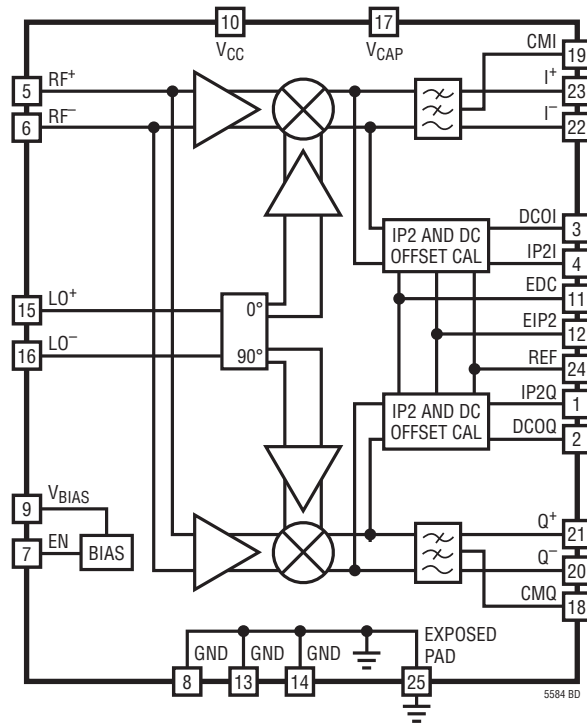 10
17
V_CC
V_CAP
CMI
19
5
RF+
I+
23
6
RF−
I−
22
IP2 AND DC
OFFSET CAL
DCOI
3
IP2I
4
EDC
11
EIP2
12
REF
24
15
LO+
0°
16
LO−
90°
IP2 AND DC
OFFSET CAL
IP2Q
1
DCOQ
2
9
V_BIAS
7
EN
BIAS
Q+
21
Q−
20
CMQ
18
GND
GND
GND
EXPOSED
PAD
8
13
14
25
5584 BD